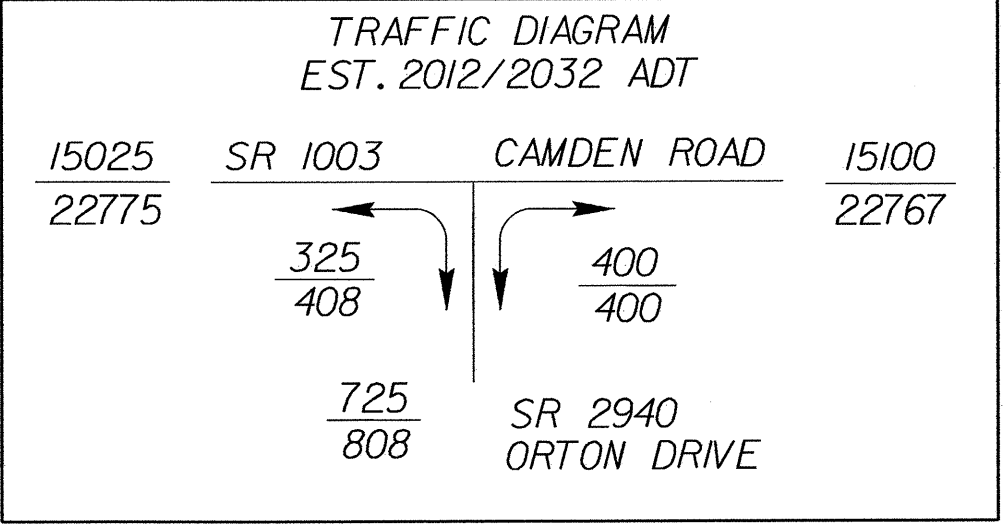 TRAFFIC DIAGRAM
EST. 2012/2032 ADT
15025 SR 1003 CAMDEN ROAD 15100
22775 22767
325 400
408 400
725 SR 2940
808 ORTON DRIVE